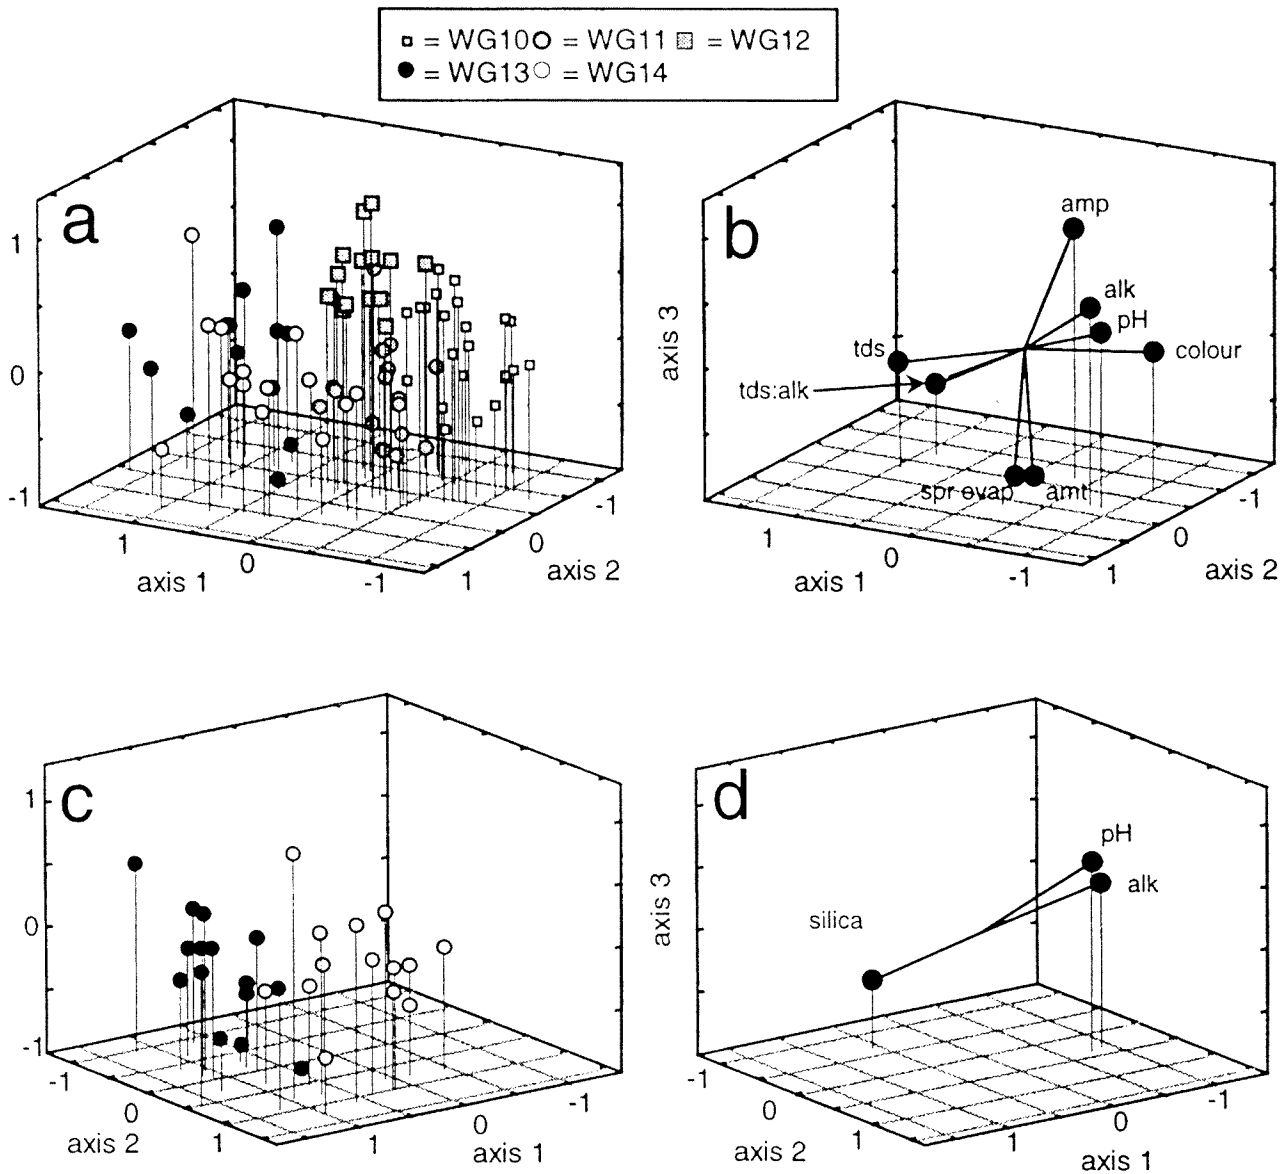 = WG10 = WG11 = WG12
= WG13 = WG14
a
1
0
-1
1
0
-1
axis 1
1
0
-1
axis 2
b
amp
alk
pH
colour
tds
tds:alk
spr evap
amt
axis 3
1
0
-1
axis 1
1
0
-1
axis 2
c
1
0
-1
-1
0
1
axis 2
1
0
-1
axis 1
d
pH
alk
silica
axis 3
-1
0
1
axis 2
1
0
-1
axis 1